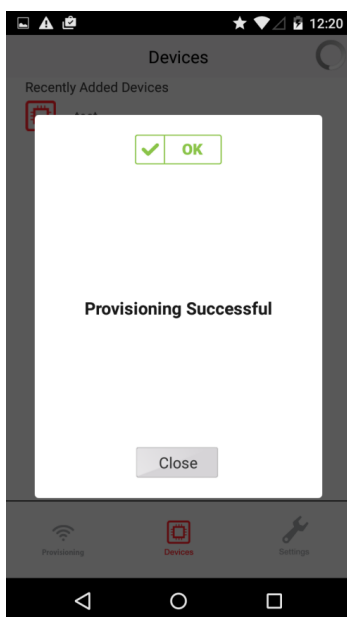 12:20
Devices
Recently Added Devices
OK
Provisioning Successful
Close
Provisioning
Devices
Settings